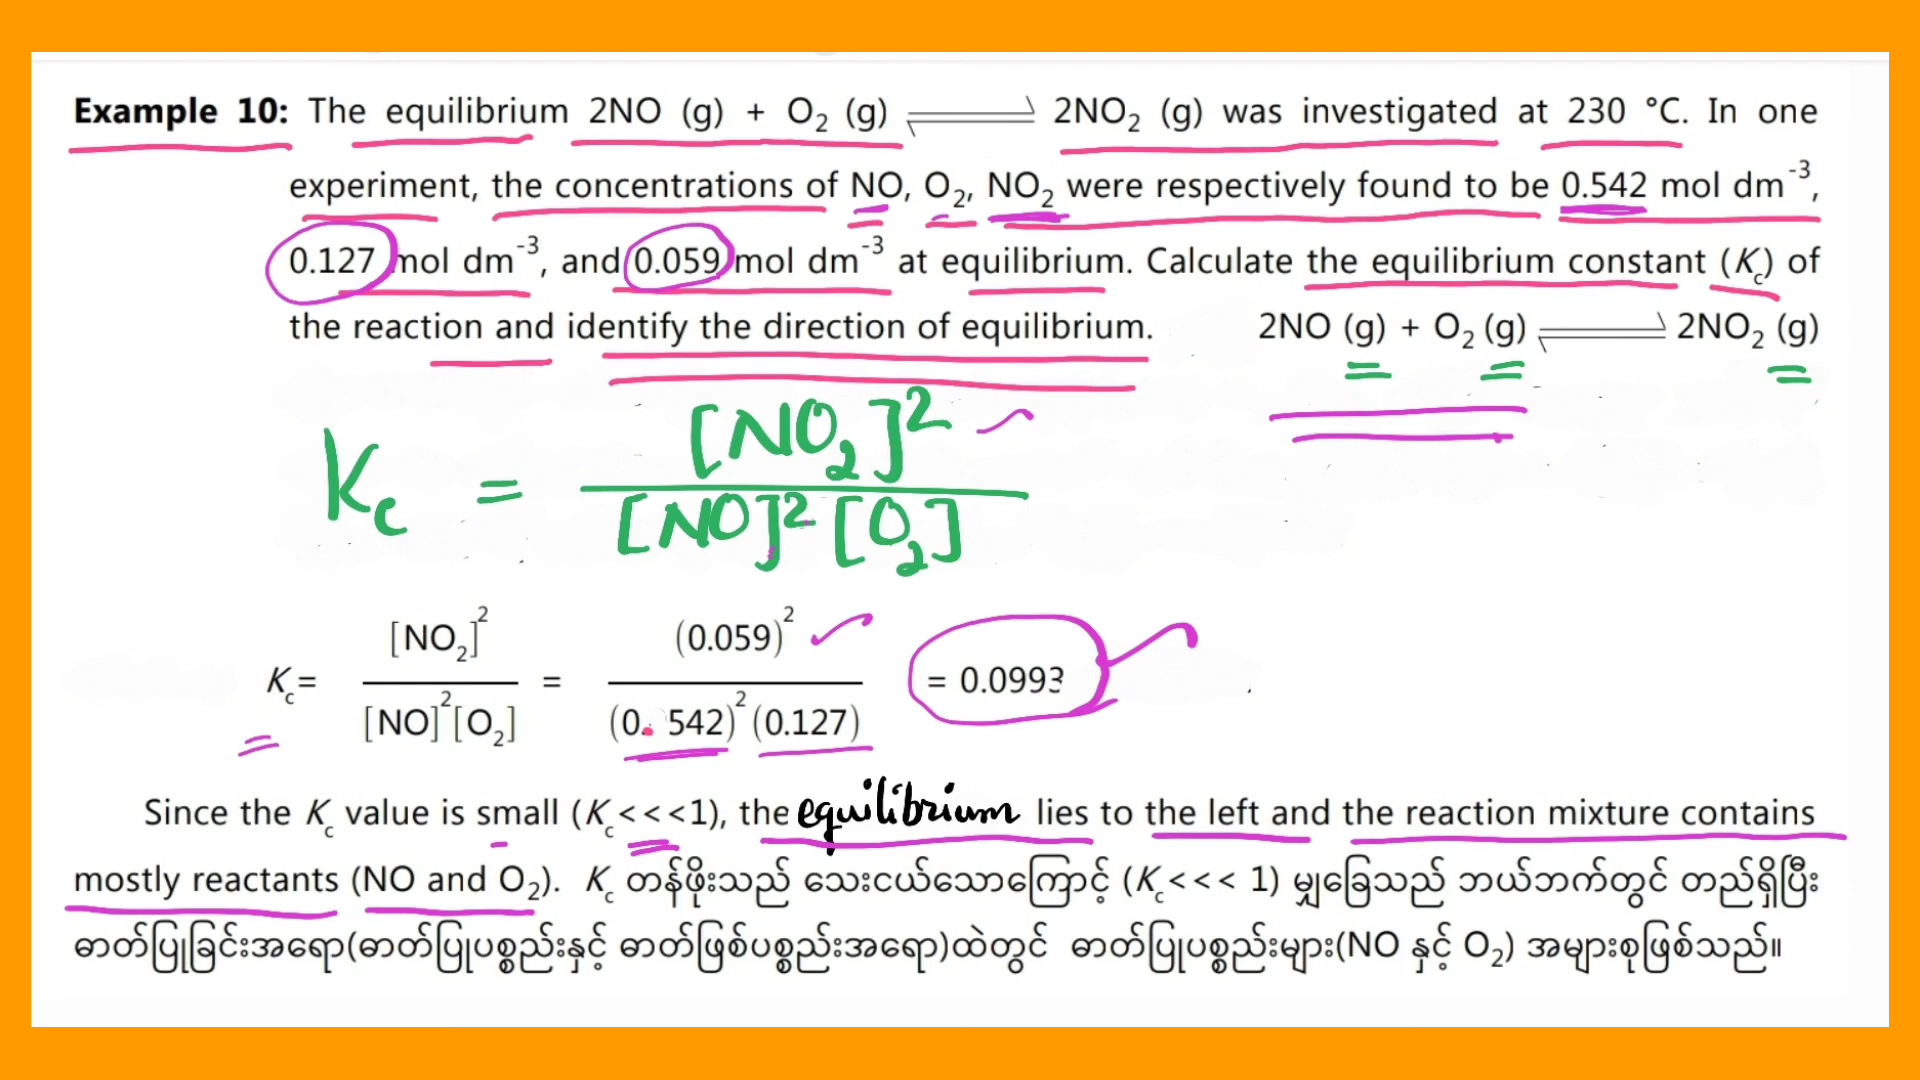 Example 10: The equilibrium 2NO (g) + O₂ (g) ⇌ 2NO₂ (g) was investigated at 230 °C. In one
experiment, the concentrations of NO, O₂, NO₂ were respectively found to be 0.542 mol dm⁻³,
0.127 mol dm⁻³, and 0.059 mol dm⁻³ at equilibrium. Calculate the equilibrium constant (K꜀) of
the reaction and identify the direction of equilibrium. 2NO (g) + O₂ (g) ⇌ 2NO₂ (g)
Kc = [NO₂]² / [NO]² [O₂]
K꜀ = [NO₂]² / [NO]² [O₂] = (0.059)² / (0. 542)² (0.127) = 0.0993
Since the K꜀ value is small (K꜀<<<1), the equilibrium lies to the left and the reaction mixture contains
mostly reactants (NO and O₂). K꜀ တန်ဖိုးသည် သေးငယ်သောကြောင့် (K꜀<<< 1) မျှခြေသည် ဘယ်ဘက်တွင် တည်ရှိပြီး
ဓာတ်ပြုခြင်းအရော(ဓာတ်ပြုပစ္စည်းနှင့် ဓာတ်ဖြစ်ပစ္စည်းအရော)ထဲတွင် ဓာတ်ပြုပစ္စည်းများ(NO နှင့် O₂) အများစုဖြစ်သည်။